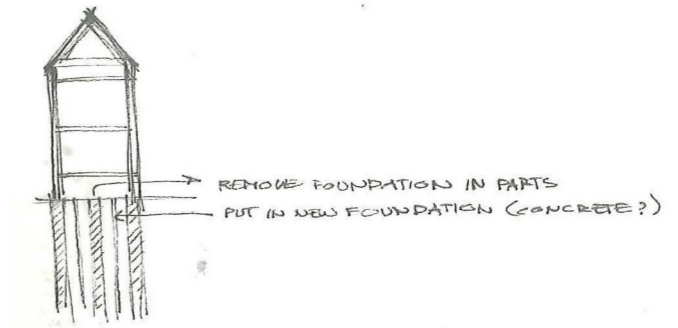 REMOVE FOUNDATION IN PARTS
PUT IN NEW FOUNDATION (CONCRETE?)